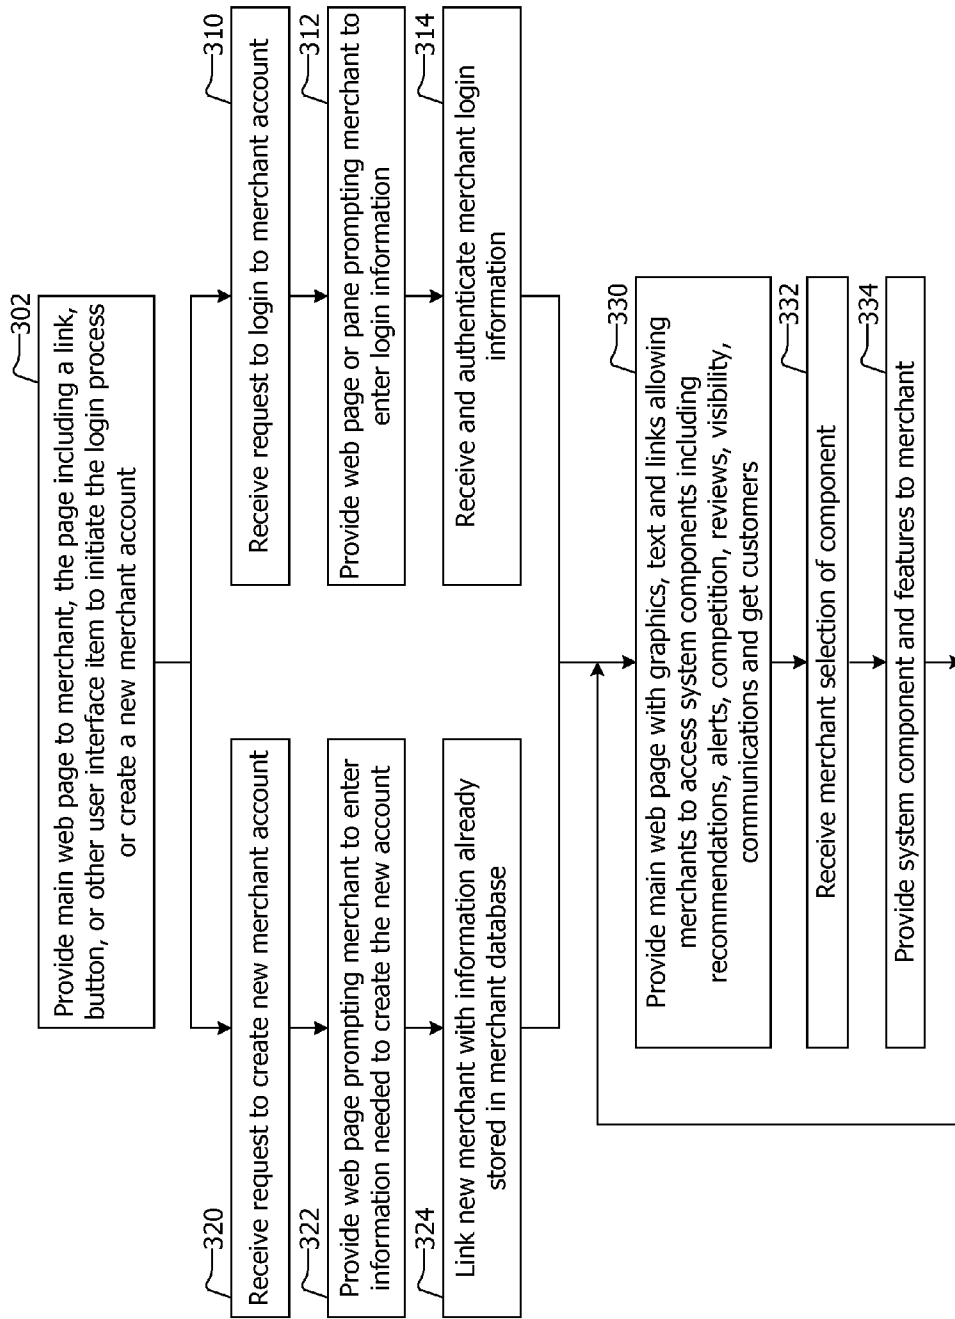 302
Provide main web page to merchant, the page including a link,
button, or other user interface item to initiate the login process
or create a new merchant account
320
Receive request to create new merchant account
322
Provide web page prompting merchant to enter
information needed to create the new account
324
Link new merchant with information already
stored in merchant database
310
Receive request to login to merchant account
312
Provide web page or pane prompting merchant to
enter login information
314
Receive and authenticate merchant login
information
330
Provide main web page with graphics, text and links allowing
merchants to access system components including
recommendations, alerts, competition, reviews, visibility,
communications and get customers
332
Receive merchant selection of component
334
Provide system component and features to merchant